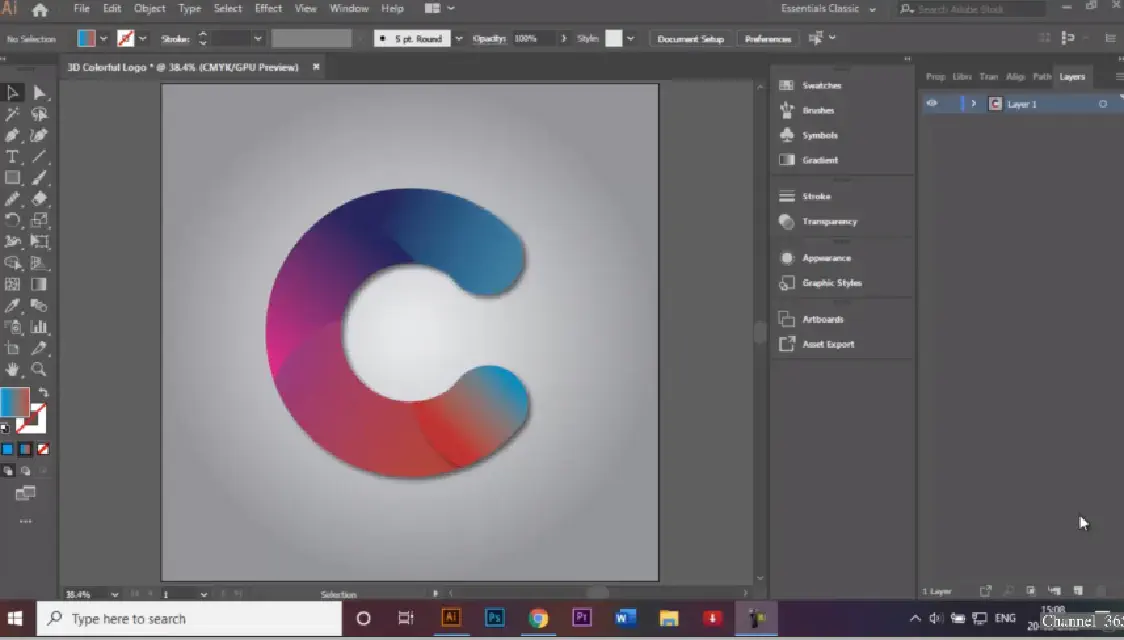 Ai File Edit Object Type Select Effect View Window Help Essentials Classic Search Adobe Stock
No Selection Stroke: 5 pt. Round Opacity: 100% Style: Document Setup Preferences
3D Colorful Logo * @ 38.4% (CMYK/GPU Preview) ×
Prop Libra Tran Align Path Layers
Swatches
Layer 1
Brushes
Symbols
Gradient
Stroke
Transparency
Appearance
Graphic Styles
Artboards
Asset Export
38.4% 1 Selection
1 Layer
Type here to search
Ai Ps Pr W ENG 15:08
Channel 365